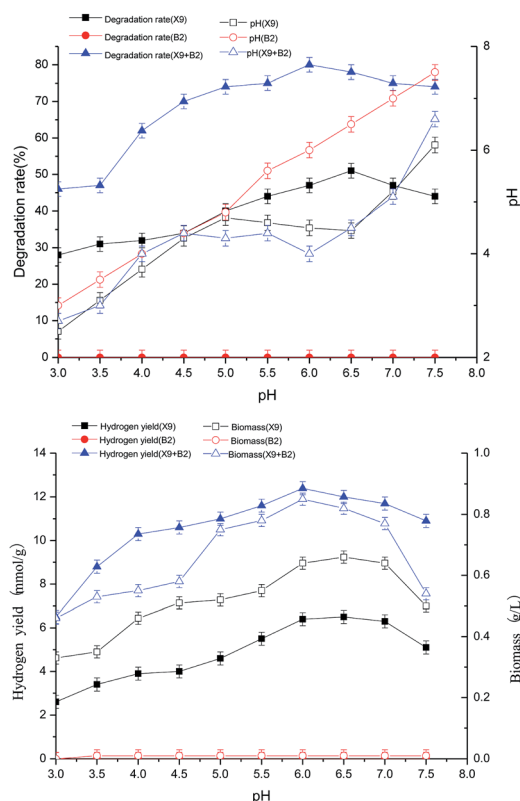 Degradation rate(X9) pH(X9)
Degradation rate(B2) pH(B2)
Degradation rate(X9+B2) pH(X9+B2)
80
70
60
50
40
30
20
10
0
Degradation rate(%)
8
6
4
2
pH
3.0 3.5 4.0 4.5 5.0 5.5 6.0 6.5 7.0 7.5 8.0
pH
Hydrogen yield(X9) Biomass(X9)
Hydrogen yield(B2) Biomass(B2)
Hydrogen yield(X9+B2) Biomass(X9+B2)
14
12
10
8
6
4
2
0
Hydrogen yield (mmol/g)
1.0
0.8
0.6
0.4
0.2
0.0
Biomass (g/L)
3.0 3.5 4.0 4.5 5.0 5.5 6.0 6.5 7.0 7.5 8.0
pH